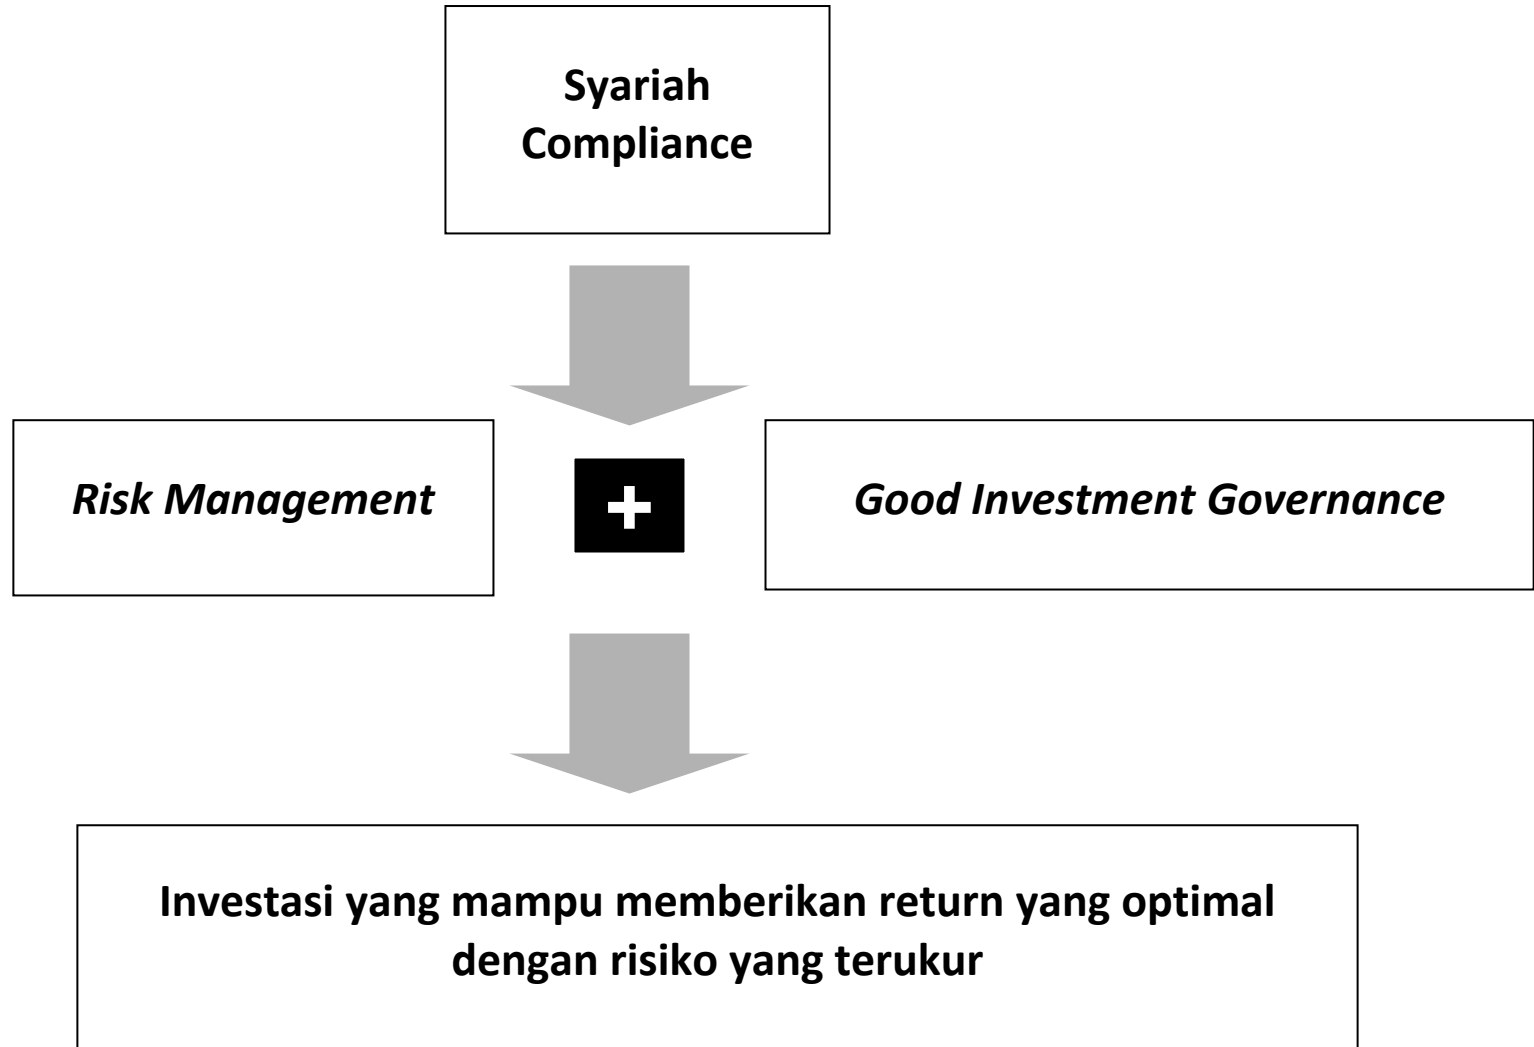 Syariah
Compliance
Risk Management
+
Good Investment Governance
Investasi yang mampu memberikan return yang optimal
dengan risiko yang terukur